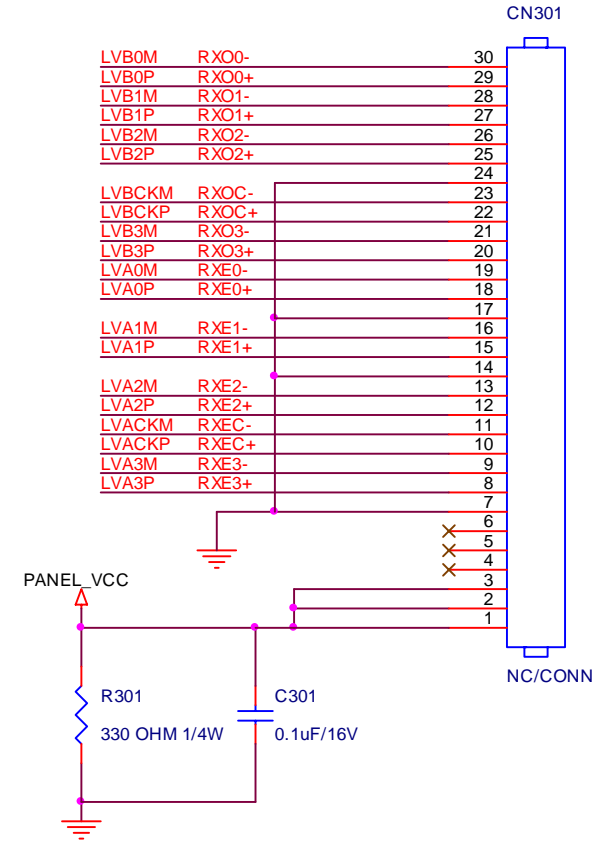 CN301
LVB0M RXO0- 30
LVB0P RXO0+ 29
LVB1M RXO1- 28
LVB1P RXO1+ 27
LVB2M RXO2- 26
LVB2P RXO2+ 25
24
LVBCKM RXOC- 23
LVBCKP RXOC+ 22
LVB3M RXO3- 21
LVB3P RXO3+ 20
LVA0M RXE0- 19
LVA0P RXE0+ 18
17
LVA1M RXE1- 16
LVA1P RXE1+ 15
14
LVA2M RXE2- 13
LVA2P RXE2+ 12
LVACKM RXEC- 11
LVACKP RXEC+ 10
LVA3M RXE3- 9
LVA3P RXE3+ 8
7
6
5
4
PANEL_VCC 3
2
1
NC/CONN
R301 C301
330 OHM 1/4W 0.1uF/16V